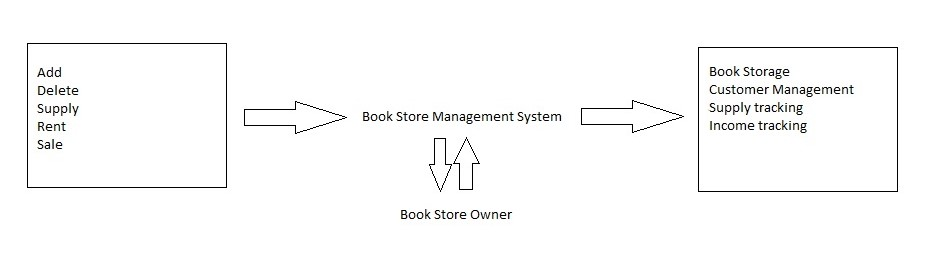 Add
Delete
Supply
Rent
Sale
Book Store Management System
Book Storage
Customer Management
Supply tracking
Income tracking
Book Store Owner